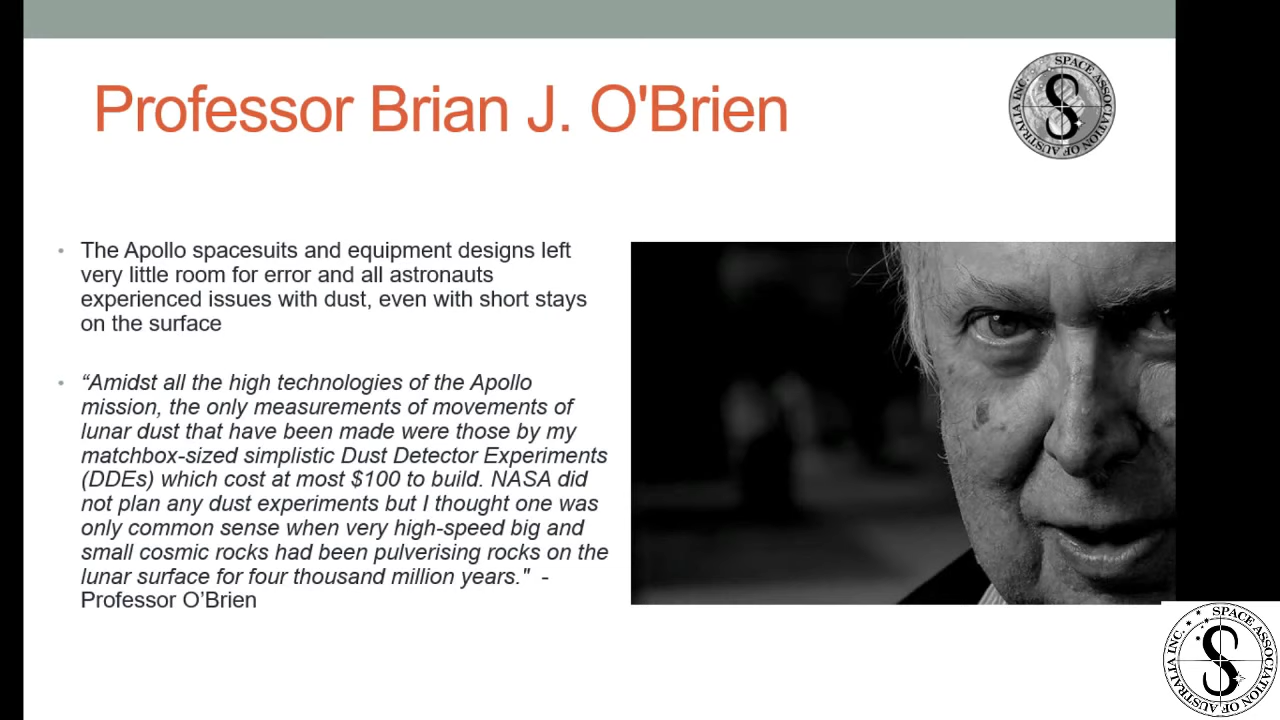 Professor Brian J. O'Brien
SPACE ASSOCIATION OF AUSTRALIA INC.
• The Apollo spacesuits and equipment designs left
very little room for error and all astronauts
experienced issues with dust, even with short stays
on the surface
• “Amidst all the high technologies of the Apollo
mission, the only measurements of movements of
lunar dust that have been made were those by my
matchbox-sized simplistic Dust Detector Experiments
(DDEs) which cost at most $100 to build. NASA did
not plan any dust experiments but I thought one was
only common sense when very high-speed big and
small cosmic rocks had been pulverising rocks on the
lunar surface for four thousand million years." -
Professor O’Brien
SPACE ASSOCIATION OF AUSTRALIA INC.